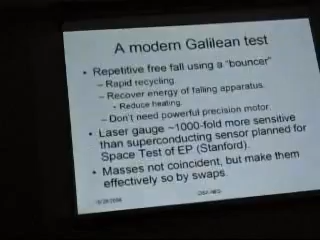 A modern Galilean test
• Repetitive free fall using a "bouncer"
– Rapid recycling.
– Recover energy of falling apparatus.
• Reduce heating.
– Don't need powerful precision motor.
• Laser gauge ~1000-fold more sensitive
than superconducting sensor planned for
Space Test of EP (Stanford).
• Masses not coincident, but make them
effectively so by swaps.